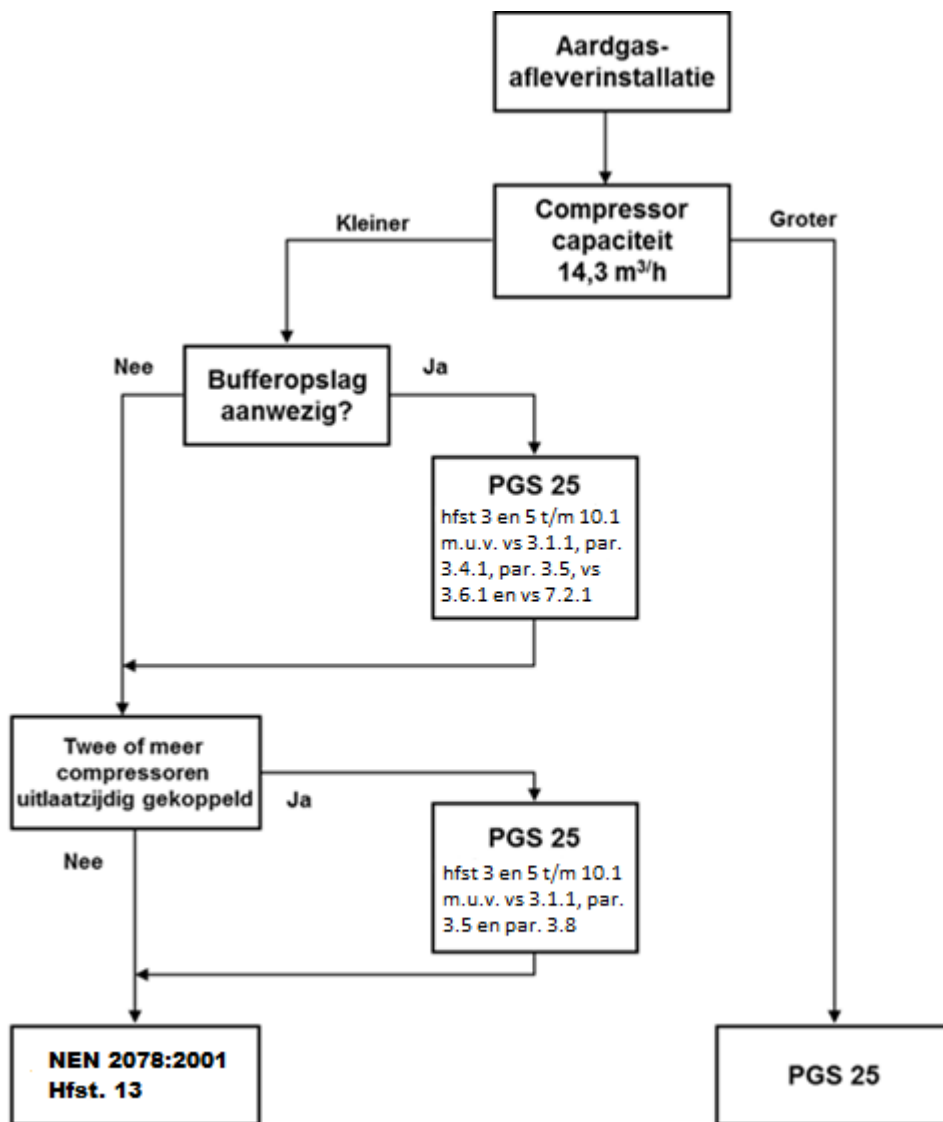 Aardgas-
afleverinstallatie
Compressor
capaciteit
14,3 m³/h
Kleiner
Groter
Bufferopslag
aanwezig?
Nee
Ja
PGS 25
hfst 3 en 5 t/m 10.1
m.u.v. vs 3.1.1, par.
3.4.1, par. 3.5, vs
3.6.1 en vs 7.2.1
Twee of meer
compressoren
uitlaatzijdig gekoppeld
Ja
Nee
PGS 25
hfst 3 en 5 t/m 10.1
m.u.v. vs 3.1.1, par.
3.5 en par. 3.8
NEN 2078:2001
Hfst. 13
PGS 25